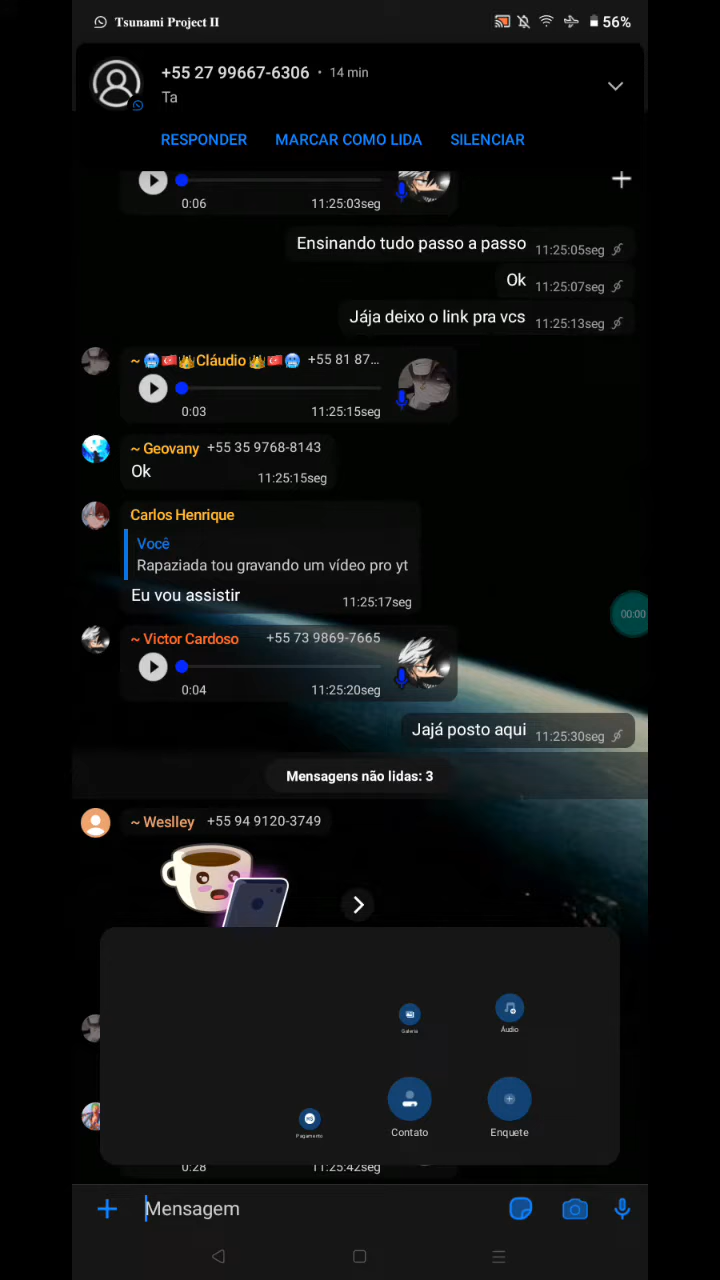 Tsunami Project II
56%
+55 27 99667-6306 • 14 min
Ta
RESPONDER MARCAR COMO LIDA SILENCIAR
0:06 11:25:03seg
Ensinando tudo passo a passo 11:25:05seg
Ok 11:25:07seg
Jája deixo o link pra vcs 11:25:13seg
~ 🥶🇹🇷👑Cláudio 👑🇹🇷🥶 +55 81 87...
0:03 11:25:15seg
~ Geovany +55 35 9768-8143
Ok 11:25:15seg
Carlos Henrique
Você
Rapaziada tou gravando um vídeo pro yt
Eu vou assistir 11:25:17seg
00:00
~ Victor Cardoso +55 73 9869-7665
0:04 11:25:20seg
Jajá posto aqui 11:25:30seg
Mensagens não lidas: 3
~ Weslley +55 94 9120-3749
Galeria Áudio
Pagamento Contato Enquete
0:28 11:25:42seg
Mensagem